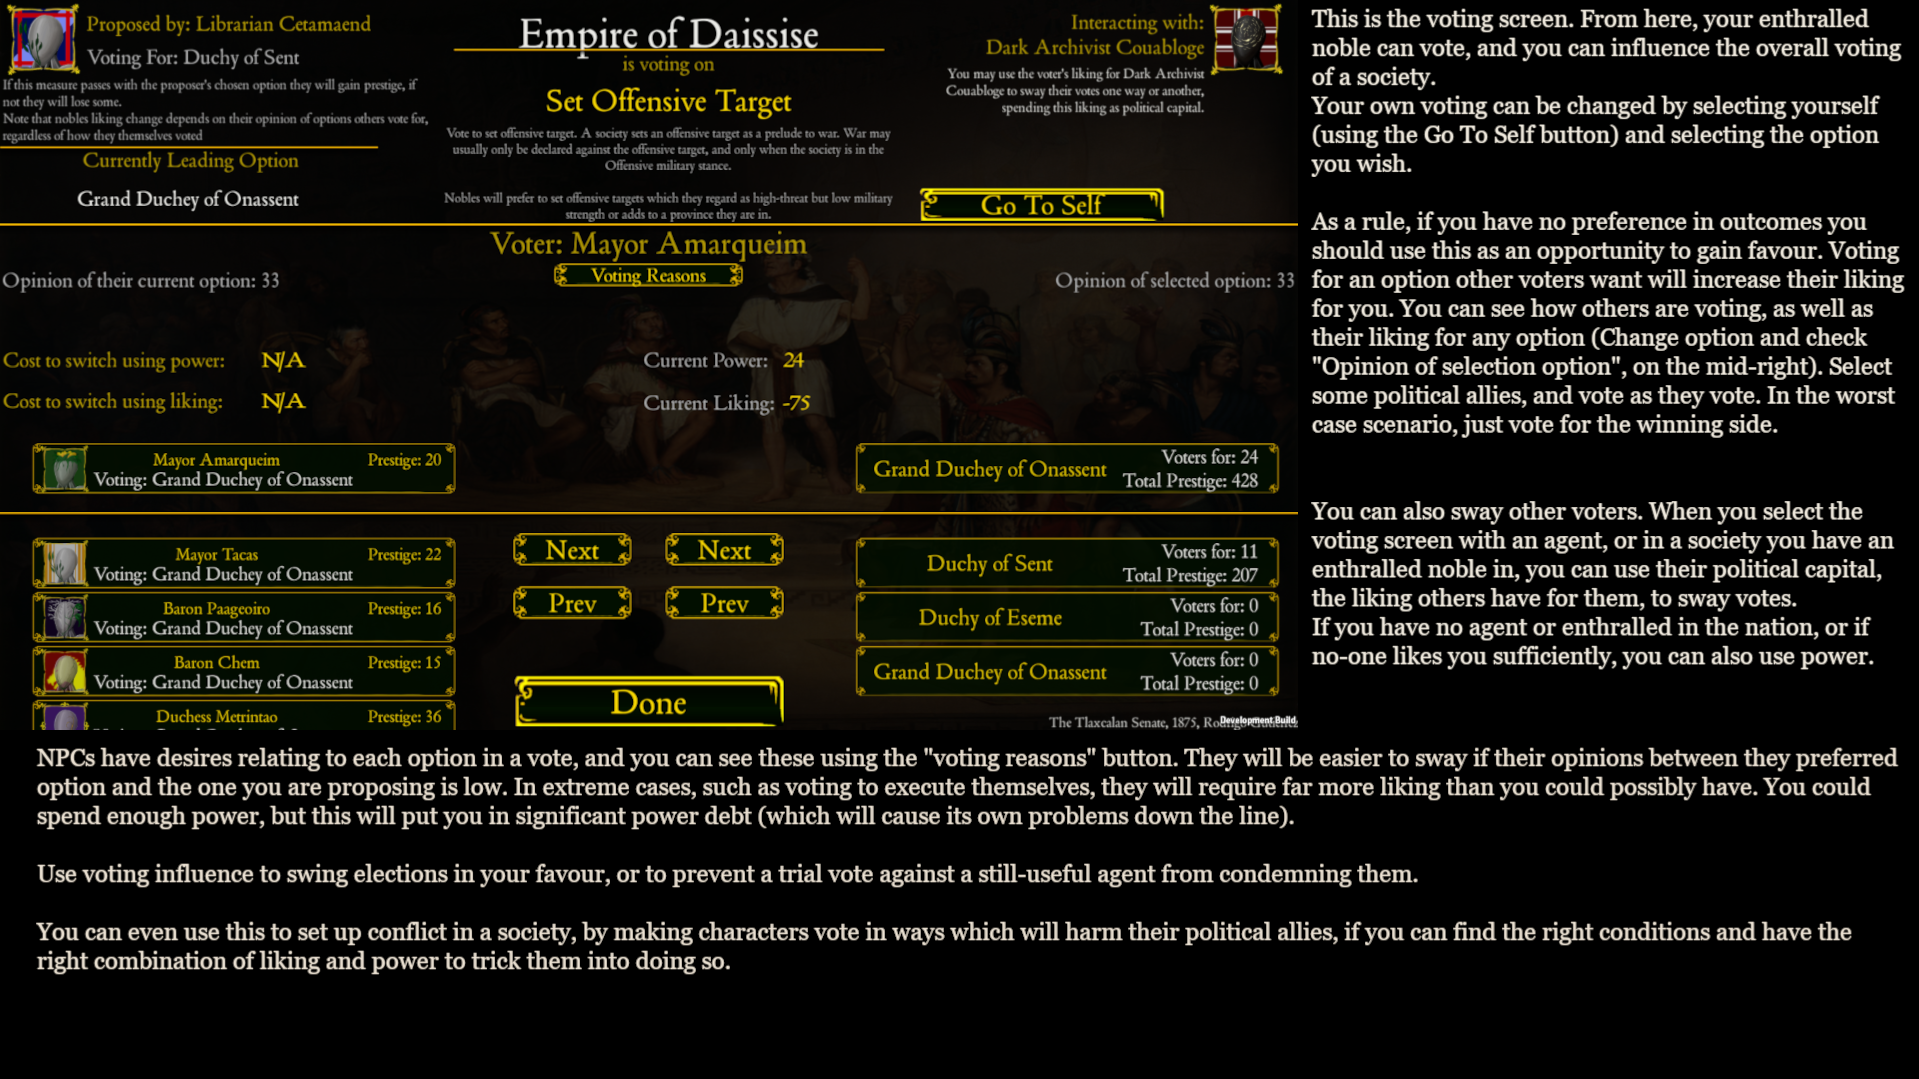 Proposed by: Librarian Cetamaend
Voting For: Duchy of Sent
If this measure passes with the proposer's chosen option they will gain prestige, if
not they will lose some.
Note that nobles liking change depends on their opinion of options others vote for,
regardless of how they themselves voted
Currently Leading Option
Grand Duchey of Onassent
Empire of Daissise
is voting on
Set Offensive Target
Vote to set offensive target. A society sets an offensive target as a prelude to war. War may
usually only be declared against the offensive target, and only when the society is in the
Offensive military stance.
Nobles will prefer to set offensive targets which they regard as high-threat but low military
strength or adds to a province they are in.
Interacting with:
Dark Archivist Couabloge
You may use the voter's liking for Dark Archivist
Couabloge to sway their votes one way or another,
spending this liking as political capital.
Go To Self
Voter: Mayor Amarqueim
Voting Reasons
Opinion of their current option: 33
Opinion of selected option: 33
Cost to switch using power: N/A
Cost to switch using liking: N/A
Current Power: 24
Current Liking: -75
Mayor Amarqueim Prestige: 20
Voting: Grand Duchey of Onassent
Grand Duchey of Onassent
Voters for: 24
Total Prestige: 428
Mayor Tacas Prestige: 22
Voting: Grand Duchey of Onassent
Baron Paageoiro Prestige: 16
Voting: Grand Duchey of Onassent
Baron Chem Prestige: 15
Voting: Grand Duchey of Onassent
Duchess Metrintao Prestige: 36
Next Next
Prev Prev
Done
Duchy of Sent
Voters for: 11
Total Prestige: 207
Duchy of Eseme
Voters for: 0
Total Prestige: 0
Grand Duchey of Onassent
Voters for: 0
Total Prestige: 0
The Tlaxcalan Senate, 1875,
Development Build
This is the voting screen. From here, your enthralled
noble can vote, and you can influence the overall voting
of a society.
Your own voting can be changed by selecting yourself
(using the Go To Self button) and selecting the option
you wish.
As a rule, if you have no preference in outcomes you
should use this as an opportunity to gain favour. Voting
for an option other voters want will increase their liking
for you. You can see how others are voting, as well as
their liking for any option (Change option and check
"Opinion of selection option", on the mid-right). Select
some political allies, and vote as they vote. In the worst
case scenario, just vote for the winning side.
You can also sway other voters. When you select the
voting screen with an agent, or in a society you have an
enthralled noble in, you can use their political capital,
the liking others have for them, to sway votes.
If you have no agent or enthralled in the nation, or if
no-one likes you sufficiently, you can also use power.
NPCs have desires relating to each option in a vote, and you can see these using the "voting reasons" button. They will be easier to sway if their opinions between they preferred
option and the one you are proposing is low. In extreme cases, such as voting to execute themselves, they will require far more liking than you could possibly have. You could
spend enough power, but this will put you in significant power debt (which will cause its own problems down the line).
Use voting influence to swing elections in your favour, or to prevent a trial vote against a still-useful agent from condemning them.
You can even use this to set up conflict in a society, by making characters vote in ways which will harm their political allies, if you can find the right conditions and have the
right combination of liking and power to trick them into doing so.